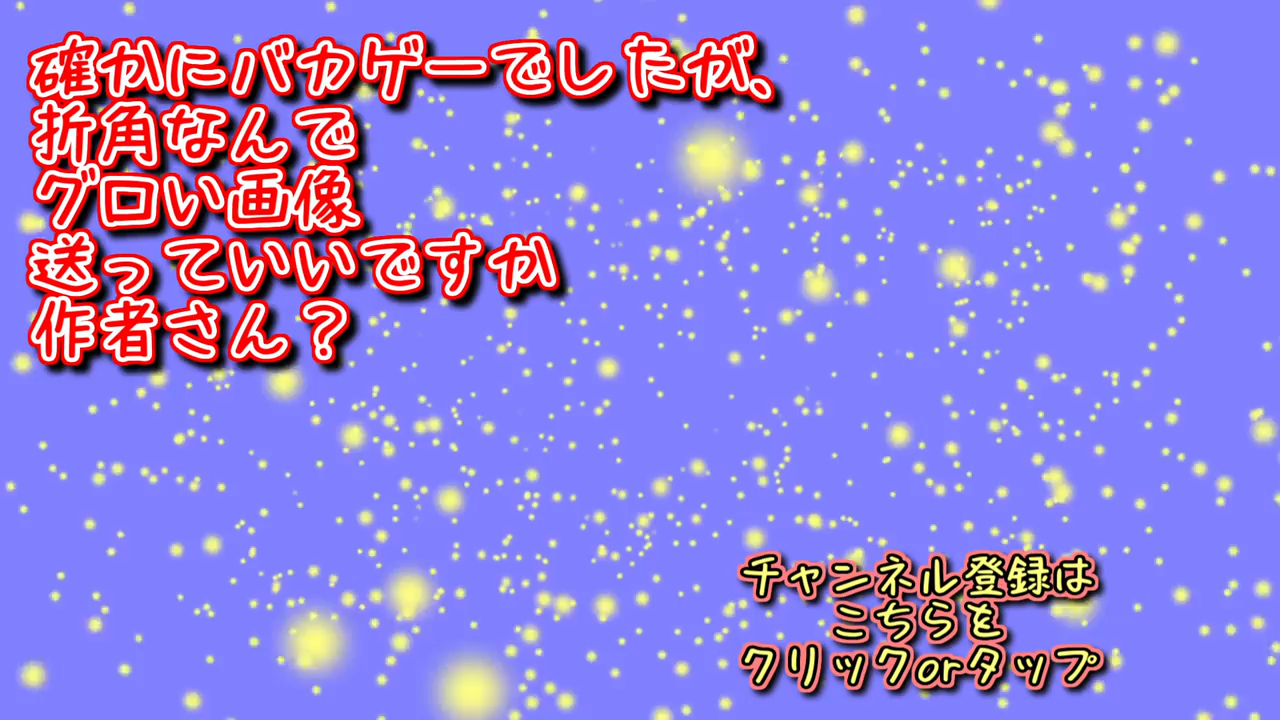 確かにバカゲーでしたが、
折角なんで
グロい画像
送っていいですか
作者さん？
チャンネル登録は
こちらを
クリックorタップ